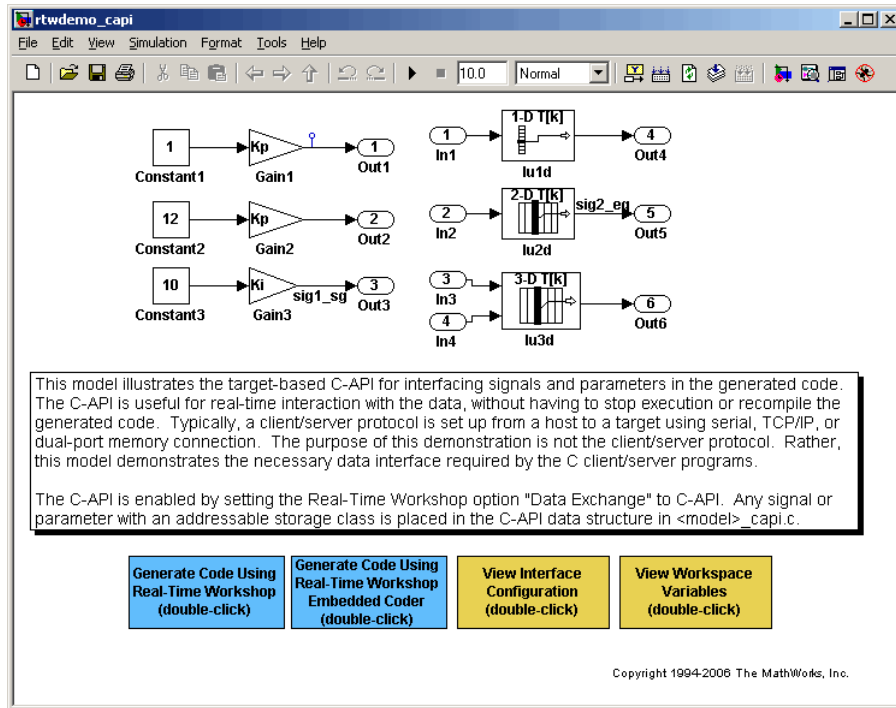 rtwdemo_capi
File Edit View Simulation Format Tools Help
10.0 Normal
1 Constant1 Kp Gain1 1 Out1
1 In1 1-D T[k] lu1d 4 Out4
12 Constant2 Kp Gain2 2 Out2
2 In2 2-D T[k] lu2d sig2_eg 5 Out5
10 Constant3 Ki Gain3 sig1_sg 3 Out3
3 In3 4 In4 3-D T[k] lu3d 6 Out6
This model illustrates the target-based C-API for interfacing signals and parameters in the generated code.
The C-API is useful for real-time interaction with the data, without having to stop execution or recompile the
generated code. Typically, a client/server protocol is set up from a host to a target using serial, TCP/IP, or
dual-port memory connection. The purpose of this demonstration is not the client/server protocol. Rather,
this model demonstrates the necessary data interface required by the C client/server programs.
The C-API is enabled by setting the Real-Time Workshop option "Data Exchange" to C-API. Any signal or
parameter with an addressable storage class is placed in the C-API data structure in <model>_capi.c.
Generate Code Using
Real-Time Workshop
(double-click)
Generate Code Using
Real-Time Workshop
Embedded Coder
(double-click)
View Interface
Configuration
(double-click)
View Workspace
Variables
(double-click)
Copyright 1994-2006 The MathWorks, Inc.